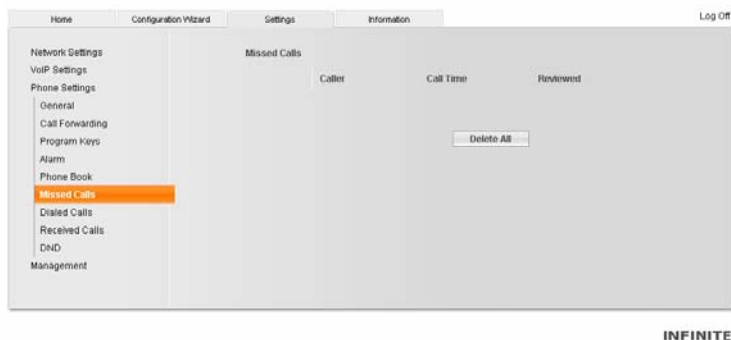 Home Configuration Wizard Settings Information Log Off
Network Settings
VoIP Settings
Phone Settings
General
Call Forwarding
Program Keys
Alarm
Phone Book
Missed Calls
Dialed Calls
Received Calls
DND
Management
Missed Calls
Caller Call Time Reviewed
Delete All
INFINITE